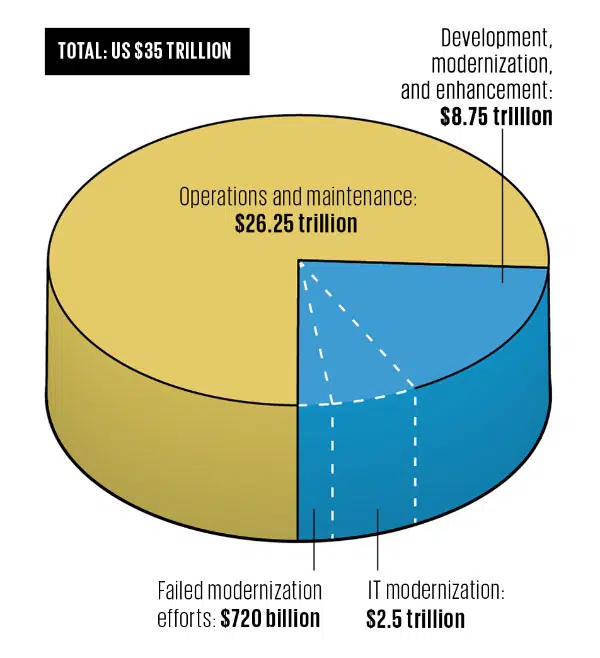 TOTAL: US $35 TRILLION
Development,
modernization,
and enhancement:
$8.75 trillion
Operations and maintenance:
$26.25 trillion
Failed modernization
efforts: $720 billion
IT modernization:
$2.5 trillion